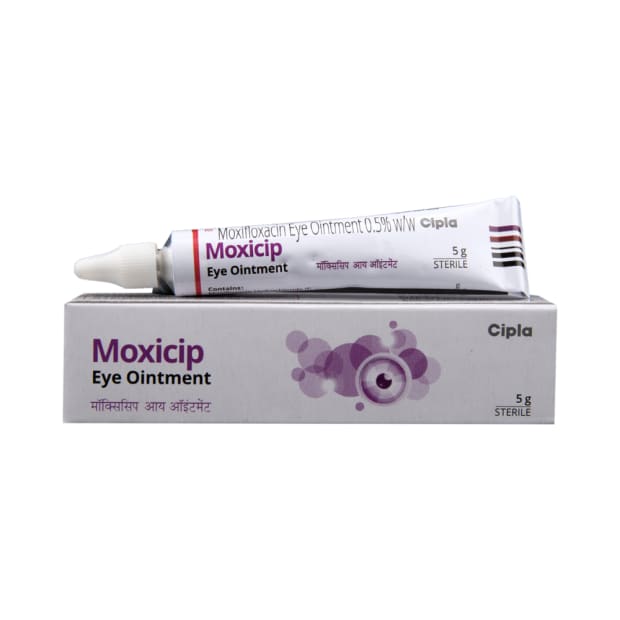 Moxifloxacin Eye Ointment 0.5% w/w Cipla
Moxicip
Eye Ointment
मॉक्सिसिप आय ऑइंटमेंट
5 g
STERILE
Contains:
Cipla
Moxicip
Eye Ointment
मॉक्सिसिप आय ऑइंटमेंट
5 g
STERILE